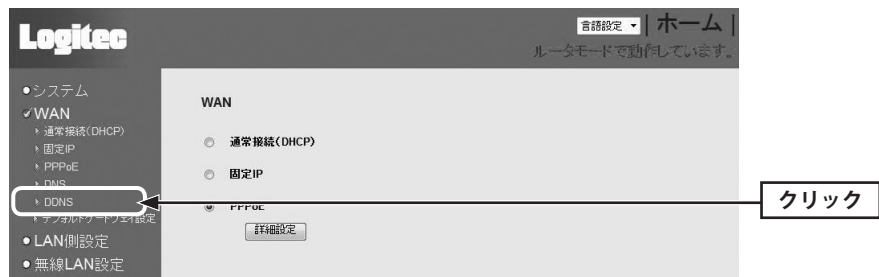 Logitec
言語設定 | ホーム |
ルータモードで動作しています。
システム
WAN
通常接続(DHCP)
固定IP
PPPoE
DNS
DDNS
デフォルトゲートウェイ設定
LAN側設定
無線LAN設定
WAN
通常接続(DHCP)
固定IP
PPPoE
詳細設定
クリック